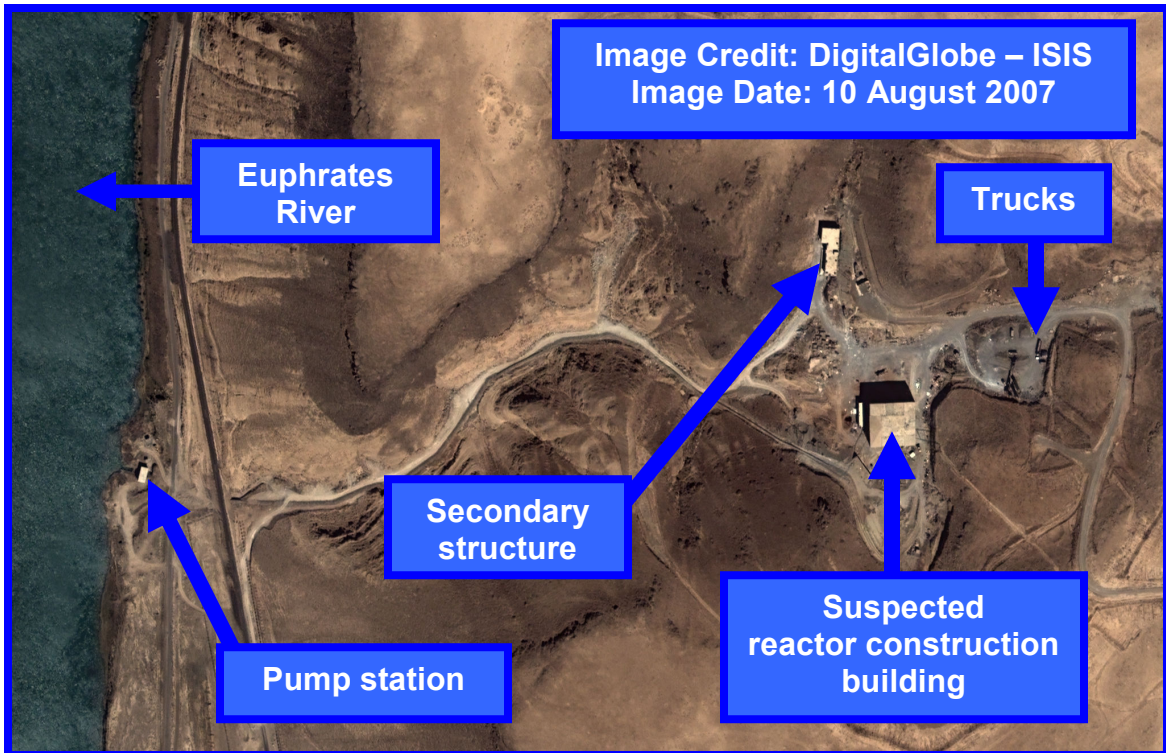 Image Credit: DigitalGlobe – ISIS
Image Date: 10 August 2007
Euphrates
River
Trucks
Secondary
structure
Suspected
reactor construction
building
Pump station